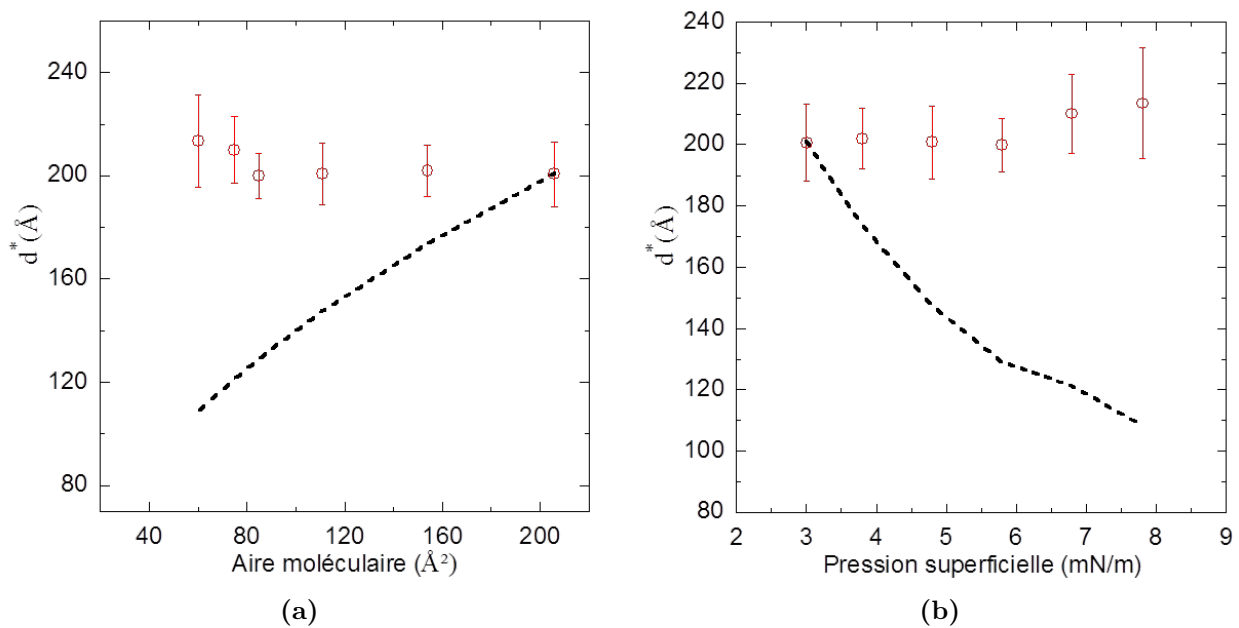 240
200
160
120
80
d*(Å)
40 80 120 160 200
Aire moléculaire (Å²)
(a)
240
220
200
180
160
140
120
100
80
d*(Å)
2 3 4 5 6 7 8 9
Pression superficielle (mN/m)
(b)